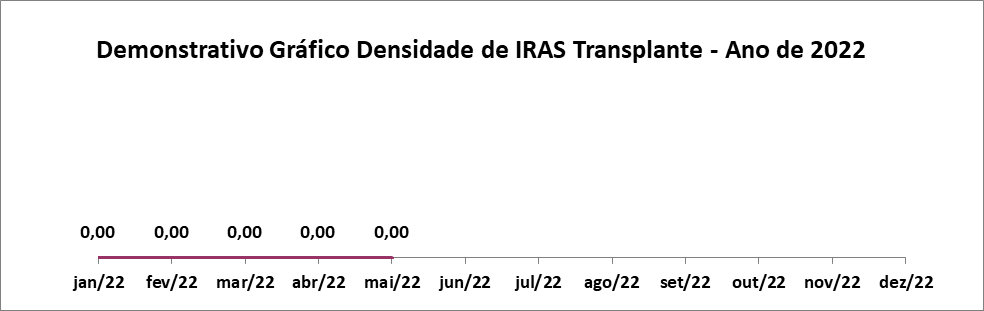 Demonstrativo Gráfico Densidade de IRAS Transplante - Ano de 2022
0,00 0,00 0,00 0,00 0,00
jan/22 fev/22 mar/22 abr/22 mai/22 jun/22 jul/22 ago/22 set/22 out/22 nov/22 dez/22